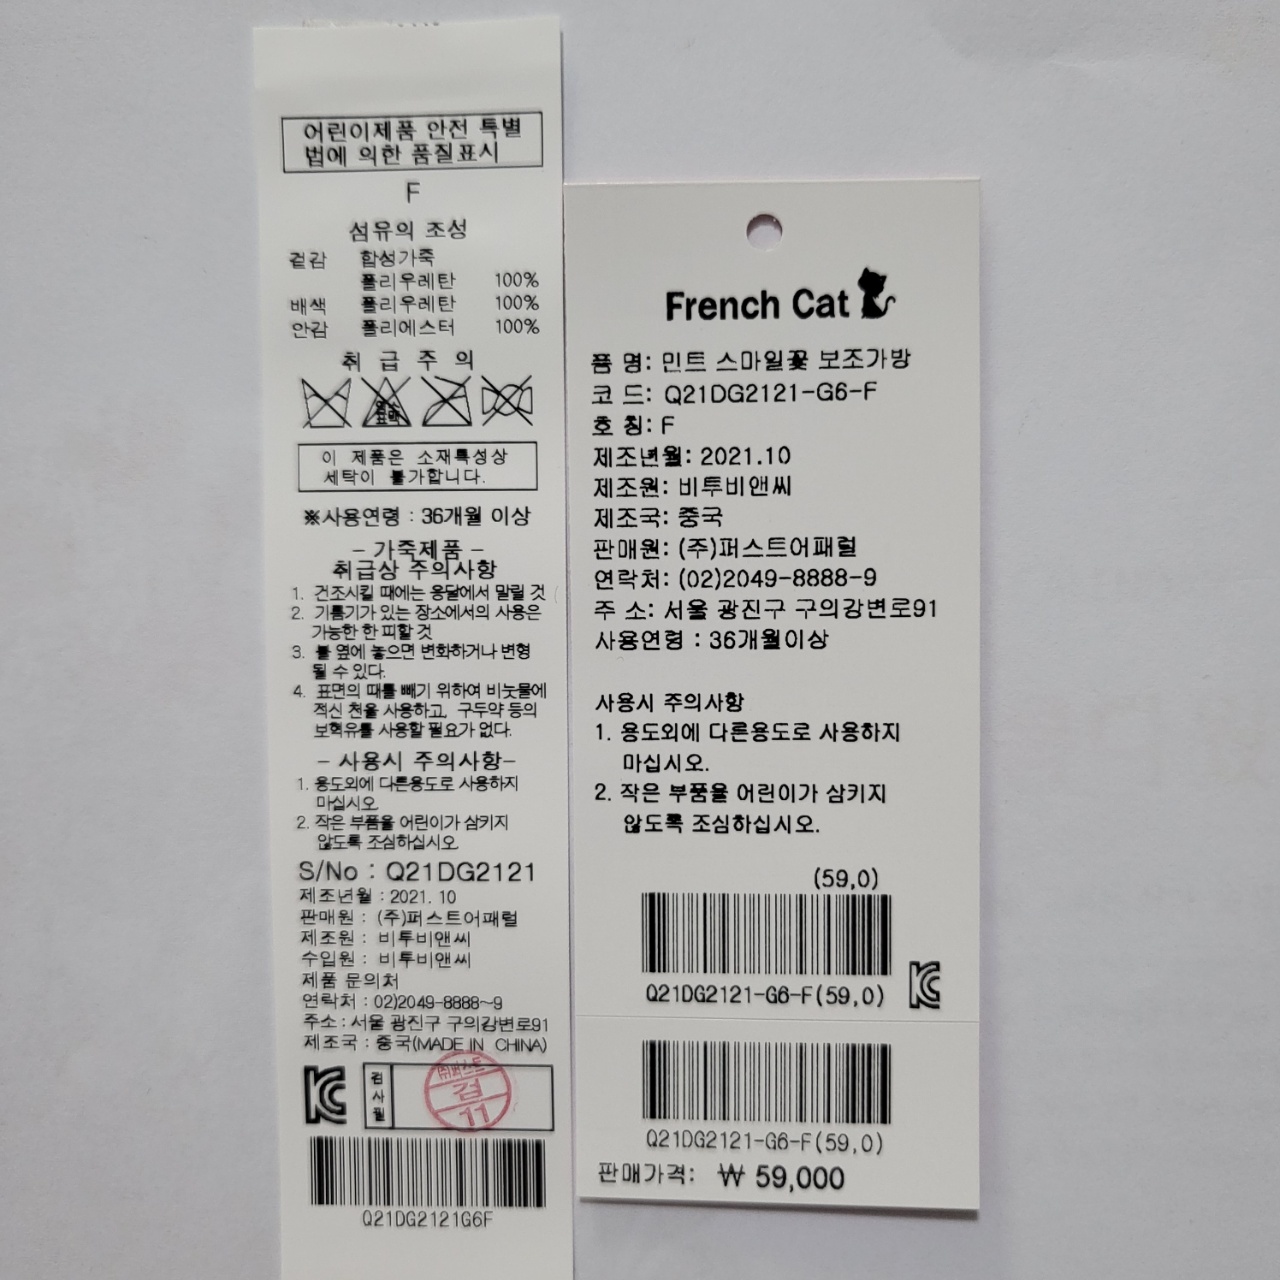 어린이제품 안전 특별
법에 의한 품질표시
F
섬유의 조성
겉감 합성가죽
폴리우레탄 100%
배색 폴리우레탄 100%
안감 폴리에스터 100%
취 급 주 의
염소
표백
이 제품은 소재특성상
세탁이 불가합니다.
※사용연령 : 36개월 이상
- 가죽제품 -
취급상 주의사항
1. 건조시킬 때에는 응달에서 말릴 것
2. 기름기가 있는 장소에서의 사용은
가능한 한 피할 것
3. 불 옆에 놓으면 변화하거나 변형
될 수 있다.
4. 표면의 때를 빼기 위하여 비눗물에
적신 천을 사용하고, 구두약 등의
보혁유를 사용할 필요가 없다.
- 사용시 주의사항-
1. 용도외에 다른용도로 사용하지
마십시오.
2. 작은 부품을 어린이가 삼키지
않도록 조심하십시오.
S/No : Q21DG2121
제조년월 : 2021. 10
판매원 : (주)퍼스트어패럴
제조원 : 비투비앤씨
수입원 : 비투비앤씨
제품 문의처
연락처 : 02)2049-8888~9
주소 : 서울 광진구 구의강변로91
제조국 : 중국(MADE IN CHINA)
KC
검사필
(주)퍼스트
검
11
Q21DG2121G6F
French Cat
품 명: 민트 스마일꽃 보조가방
코 드: Q21DG2121-G6-F
호 칭: F
제조년월: 2021.10
제조원: 비투비앤씨
제조국: 중국
판매원: (주)퍼스트어패럴
연락처: (02)2049-8888-9
주 소: 서울 광진구 구의강변로91
사용연령 : 36개월이상
사용시 주의사항
1. 용도외에 다른용도로 사용하지
마십시오.
2. 작은 부품을 어린이가 삼키지
않도록 조심하십시오.
(59,0)
Q21DG2121-G6-F(59,0)
KC
Q21DG2121-G6-F(59,0)
판매가격: ₩ 59,000